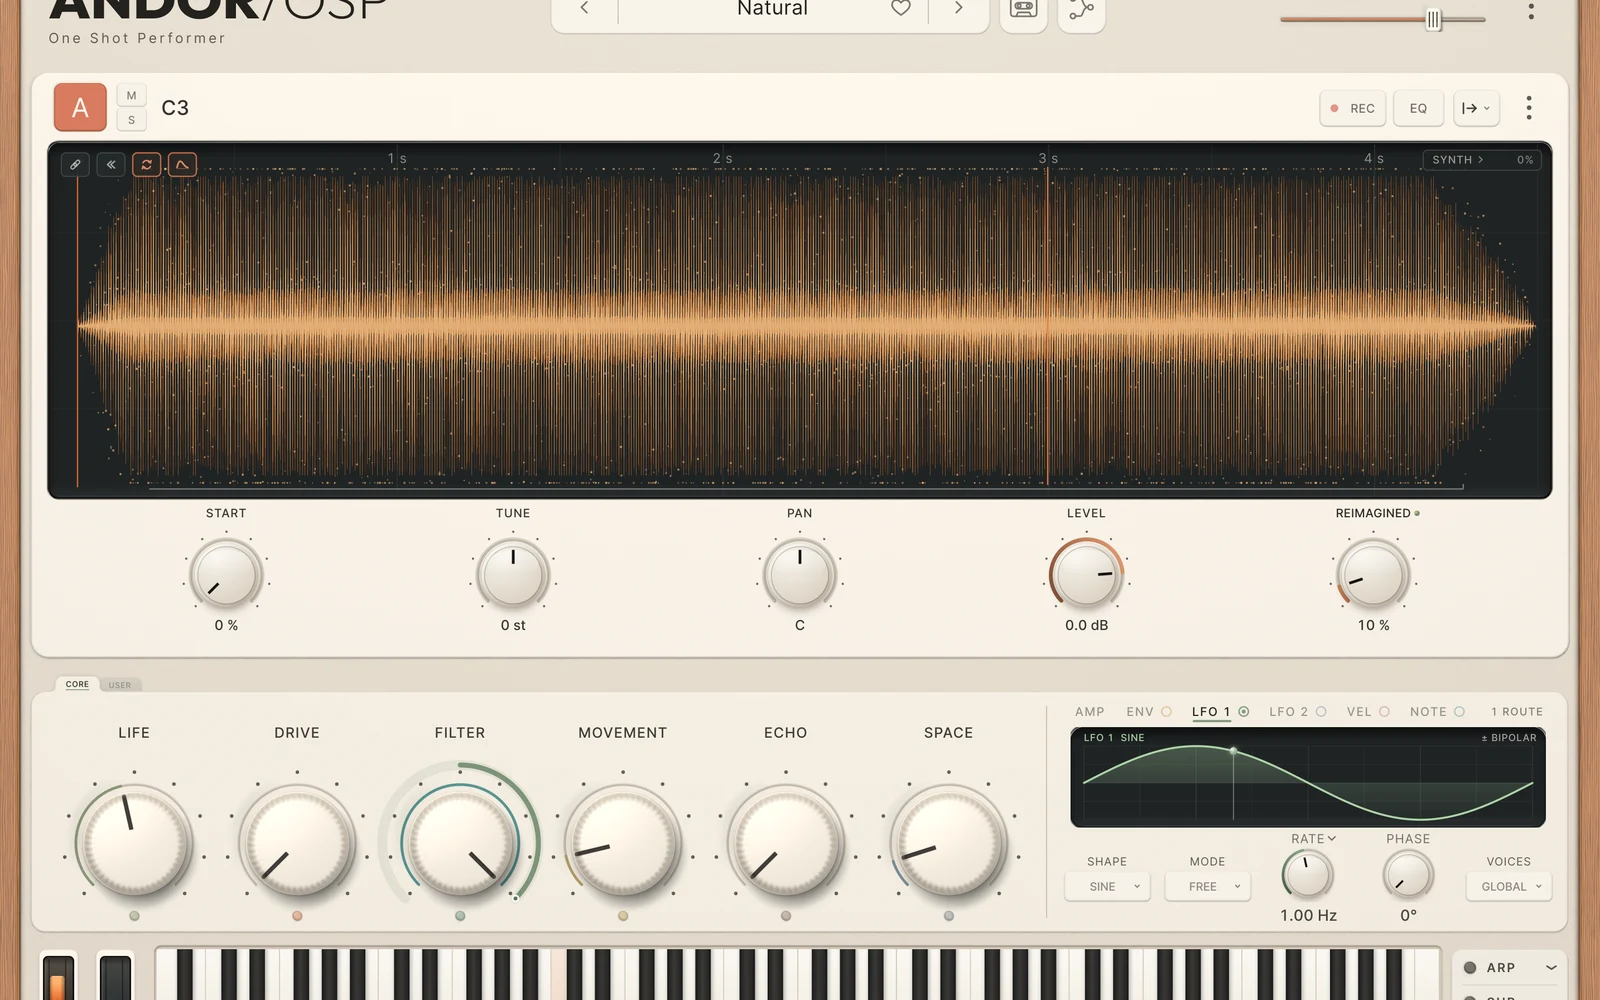 ANDOR/OSP
Natural
One Shot Performer
A
M
S
C3
REC
EQ
1 s
2 s
3 s
4 s
SYNTH
0%
START
TUNE
PAN
LEVEL
REIMAGINED
0 %
0 st
C
0.0 dB
10 %
CORE
USER
LIFE
DRIVE
FILTER
MOVEMENT
ECHO
SPACE
AMP
ENV
LFO 1
LFO 2
VEL
NOTE
1 ROUTE
LFO 1 SINE
± BIPOLAR
RATE
PHASE
SHAPE
MODE
VOICES
SINE
FREE
GLOBAL
1.00 Hz
0°
ARP